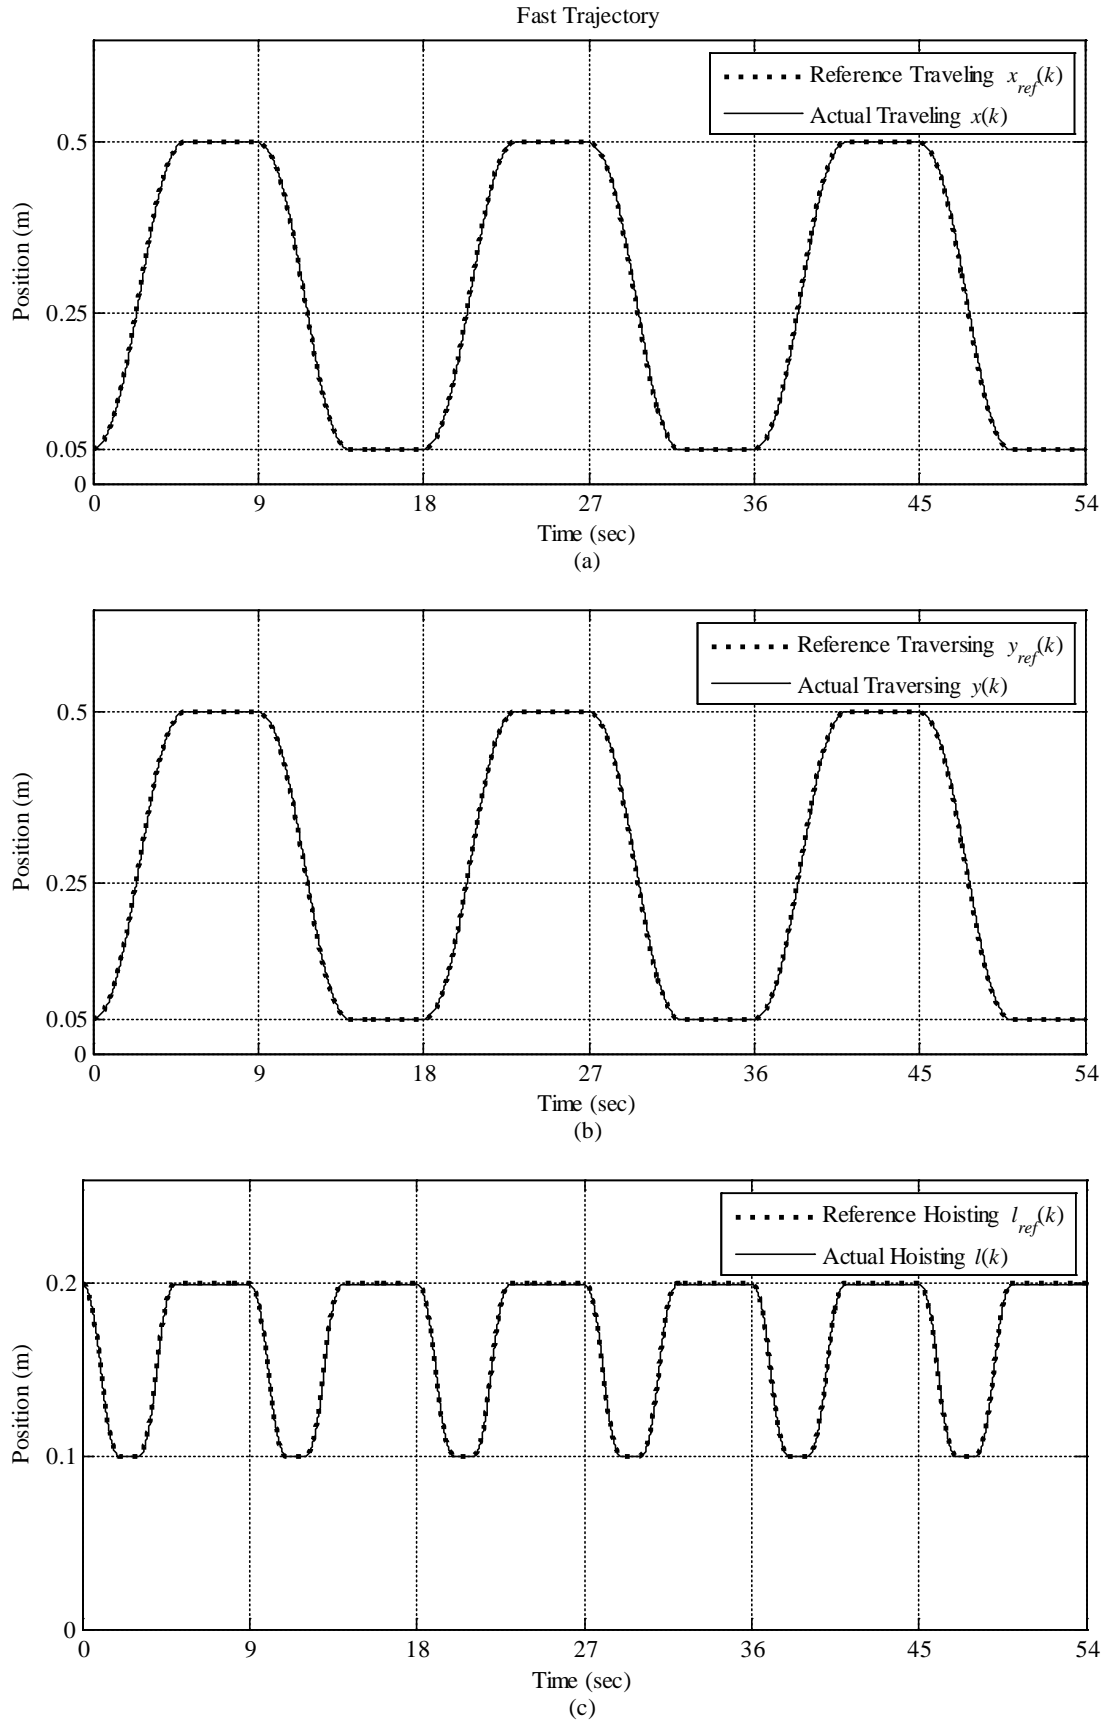 Fast Trajectory
Reference Traveling x_ref(k)
Actual Traveling x(k)
0.5
0.25
0.05
0
Position (m)
0 9 18 27 36 45 54
Time (sec)
(a)
Reference Traversing y_ref(k)
Actual Traversing y(k)
0.5
0.25
0.05
0
Position (m)
0 9 18 27 36 45 54
Time (sec)
(b)
Reference Hoisting l_ref(k)
Actual Hoisting l(k)
0.2
0.1
0
Position (m)
0 9 18 27 36 45 54
Time (sec)
(c)